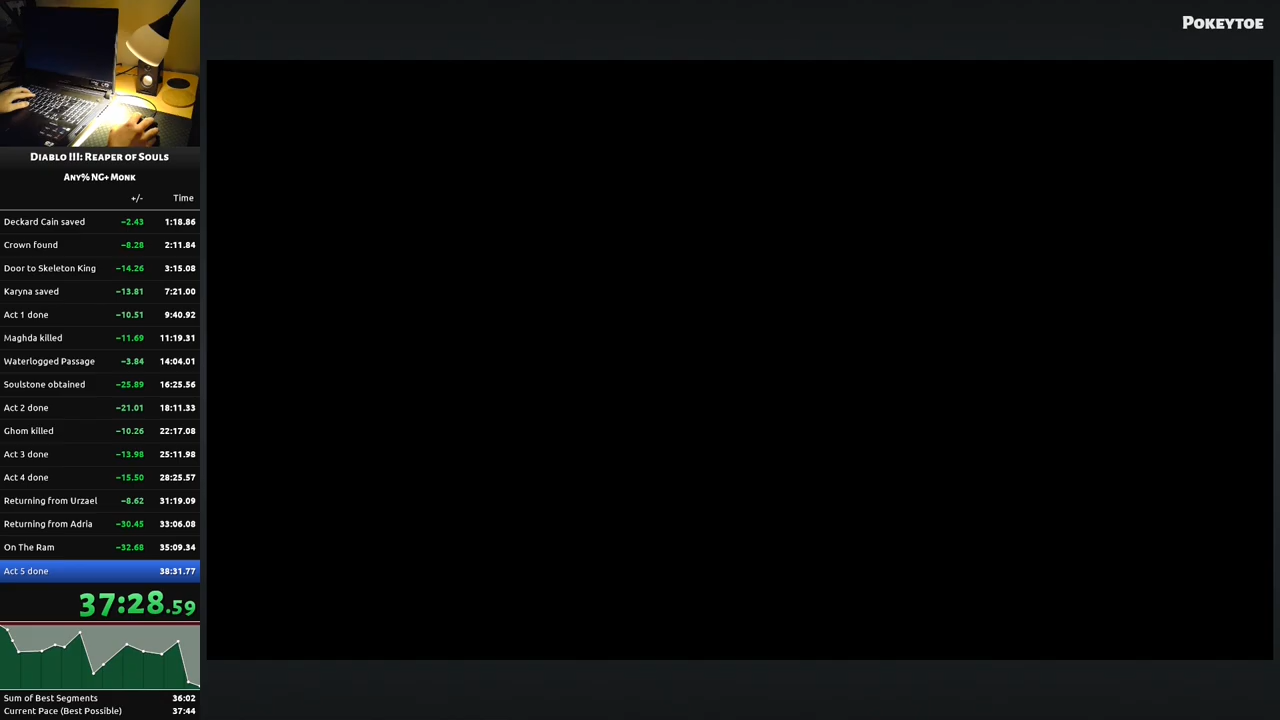 POKEYTOE
DIABLO III: REAPER OF SOULS
ANY% NG+ MONK
+/- Time
Deckard Cain saved −2.43 1:18.86
Crown found −8.28 2:11.84
Door to Skeleton King −14.26 3:15.08
Karyna saved −13.81 7:21.00
Act 1 done −10.51 9:40.92
Maghda killed −11.69 11:19.31
Waterlogged Passage −3.84 14:04.01
Soulstone obtained −25.89 16:25.56
Act 2 done −21.01 18:11.33
Ghom killed −10.26 22:17.08
Act 3 done −13.98 25:11.98
Act 4 done −15.50 28:25.57
Returning from Urzael −8.62 31:19.09
Returning from Adria −30.45 33:06.08
On The Ram −32.68 35:09.34
Act 5 done 38:31.77
37:28.59
Sum of Best Segments 36:02
Current Pace (Best Possible) 37:44